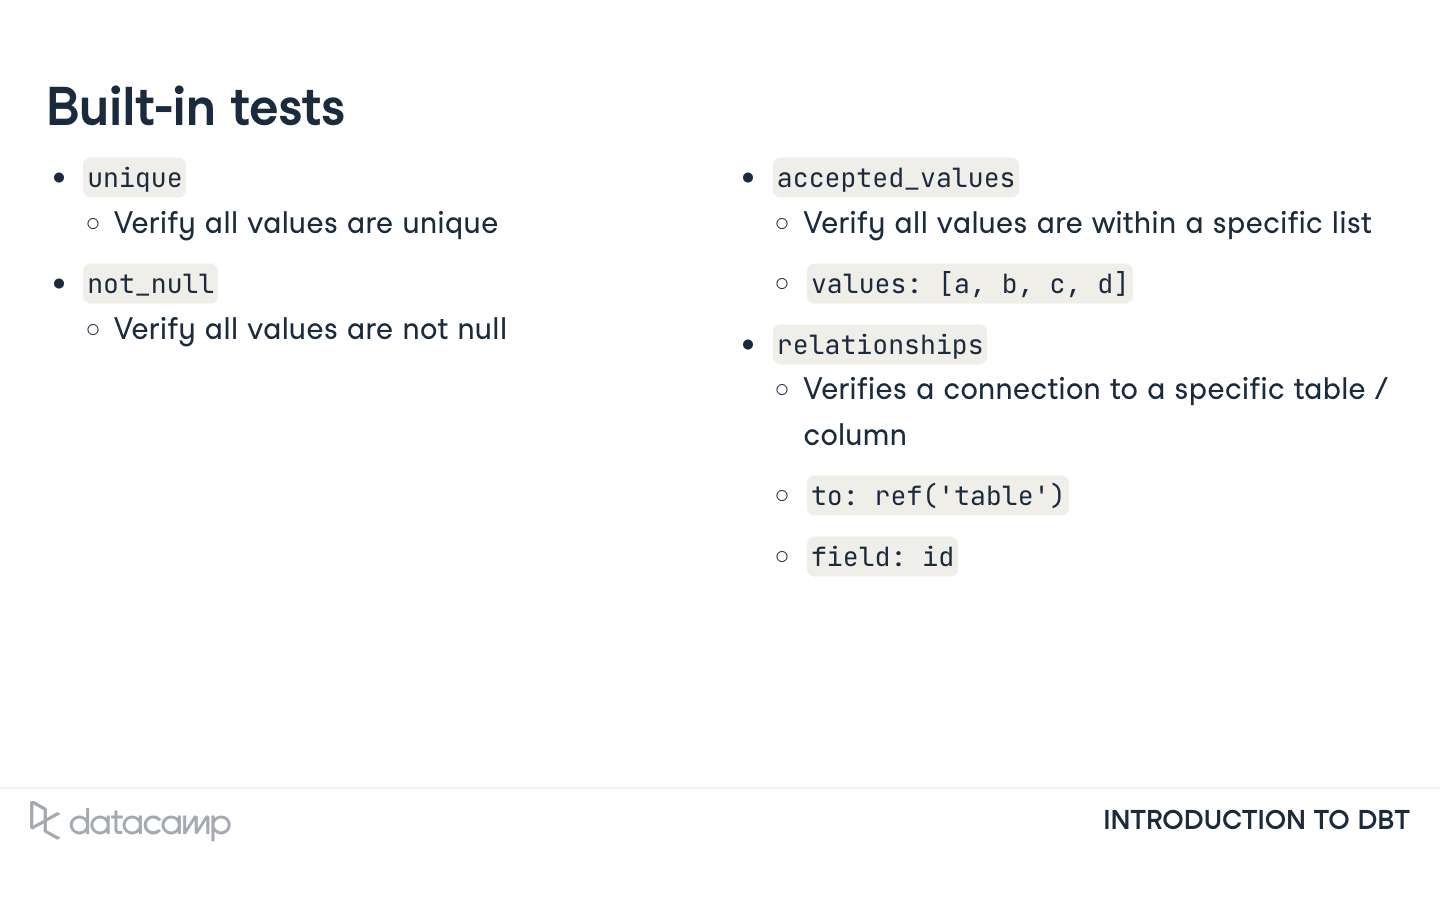 Built-in tests
unique
Verify all values are unique
not_null
Verify all values are not null
accepted_values
Verify all values are within a specific list
values: [a, b, c, d]
relationships
Verifies a connection to a specific table /
column
to: ref('table')
field: id
datacamp
INTRODUCTION TO DBT